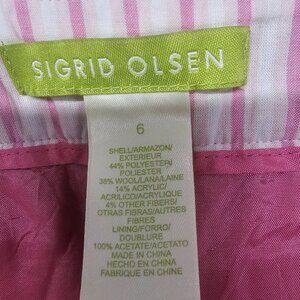 SIGRID OLSEN
6
SHELL/ARMAZON/
EXTERIEUR
44% POLYESTER/
POLIESTER
38% WOOL/LANA/LAINE
14% ACRYLIC/
ACRILICO/ACRYLIQUE
4% OTHER FIBERS/
OTRAS FIBRAS/AUTRES
FIBRES
LINING/FORRO/
DOUBLURE
100% ACETATE/ACETATO
MADE IN CHINA
HECHO EN CHINA
FABRIQUE EN CHINE